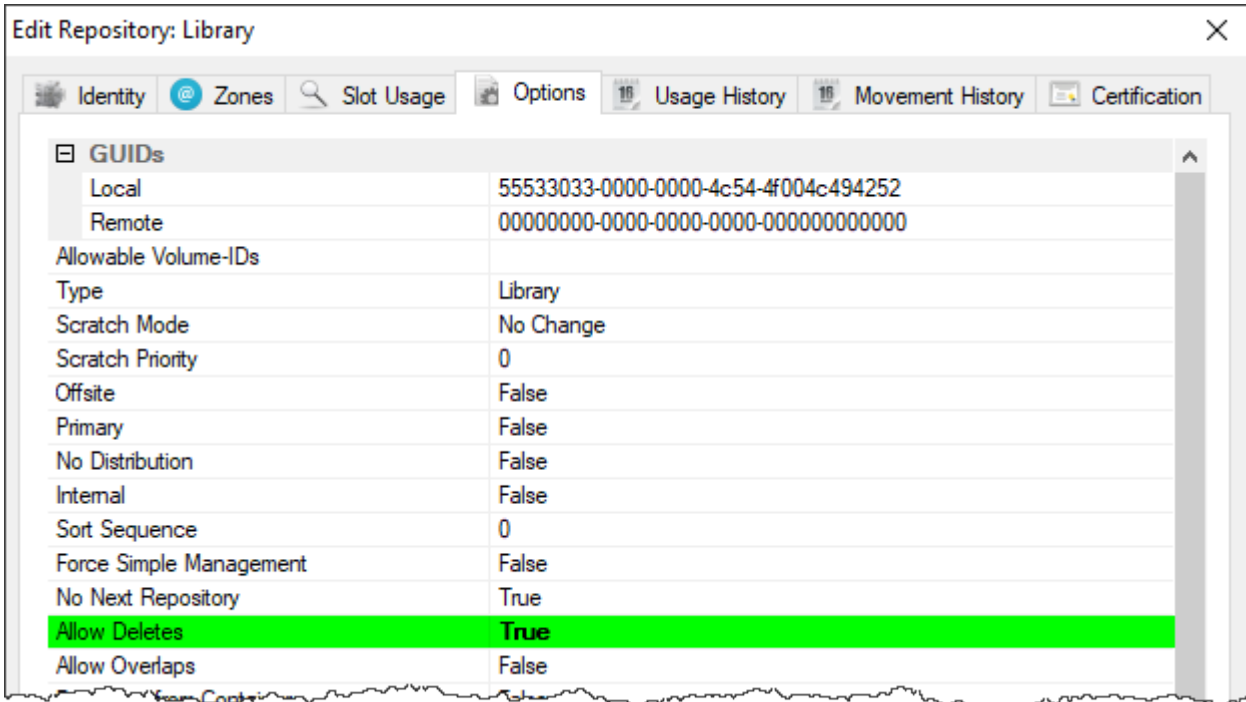 Edit Repository: Library
Identity Zones Slot Usage Options 16 Usage History 16 Movement History Certification
GUIDs
Local 55533033-0000-0000-4c54-4f004c494252
Remote 00000000-0000-0000-0000-000000000000
Allowable Volume-IDs
Type Library
Scratch Mode No Change
Scratch Priority 0
Offsite False
Primary False
No Distribution False
Internal False
Sort Sequence 0
Force Simple Management False
No Next Repository True
Allow Deletes True
Allow Overlaps False